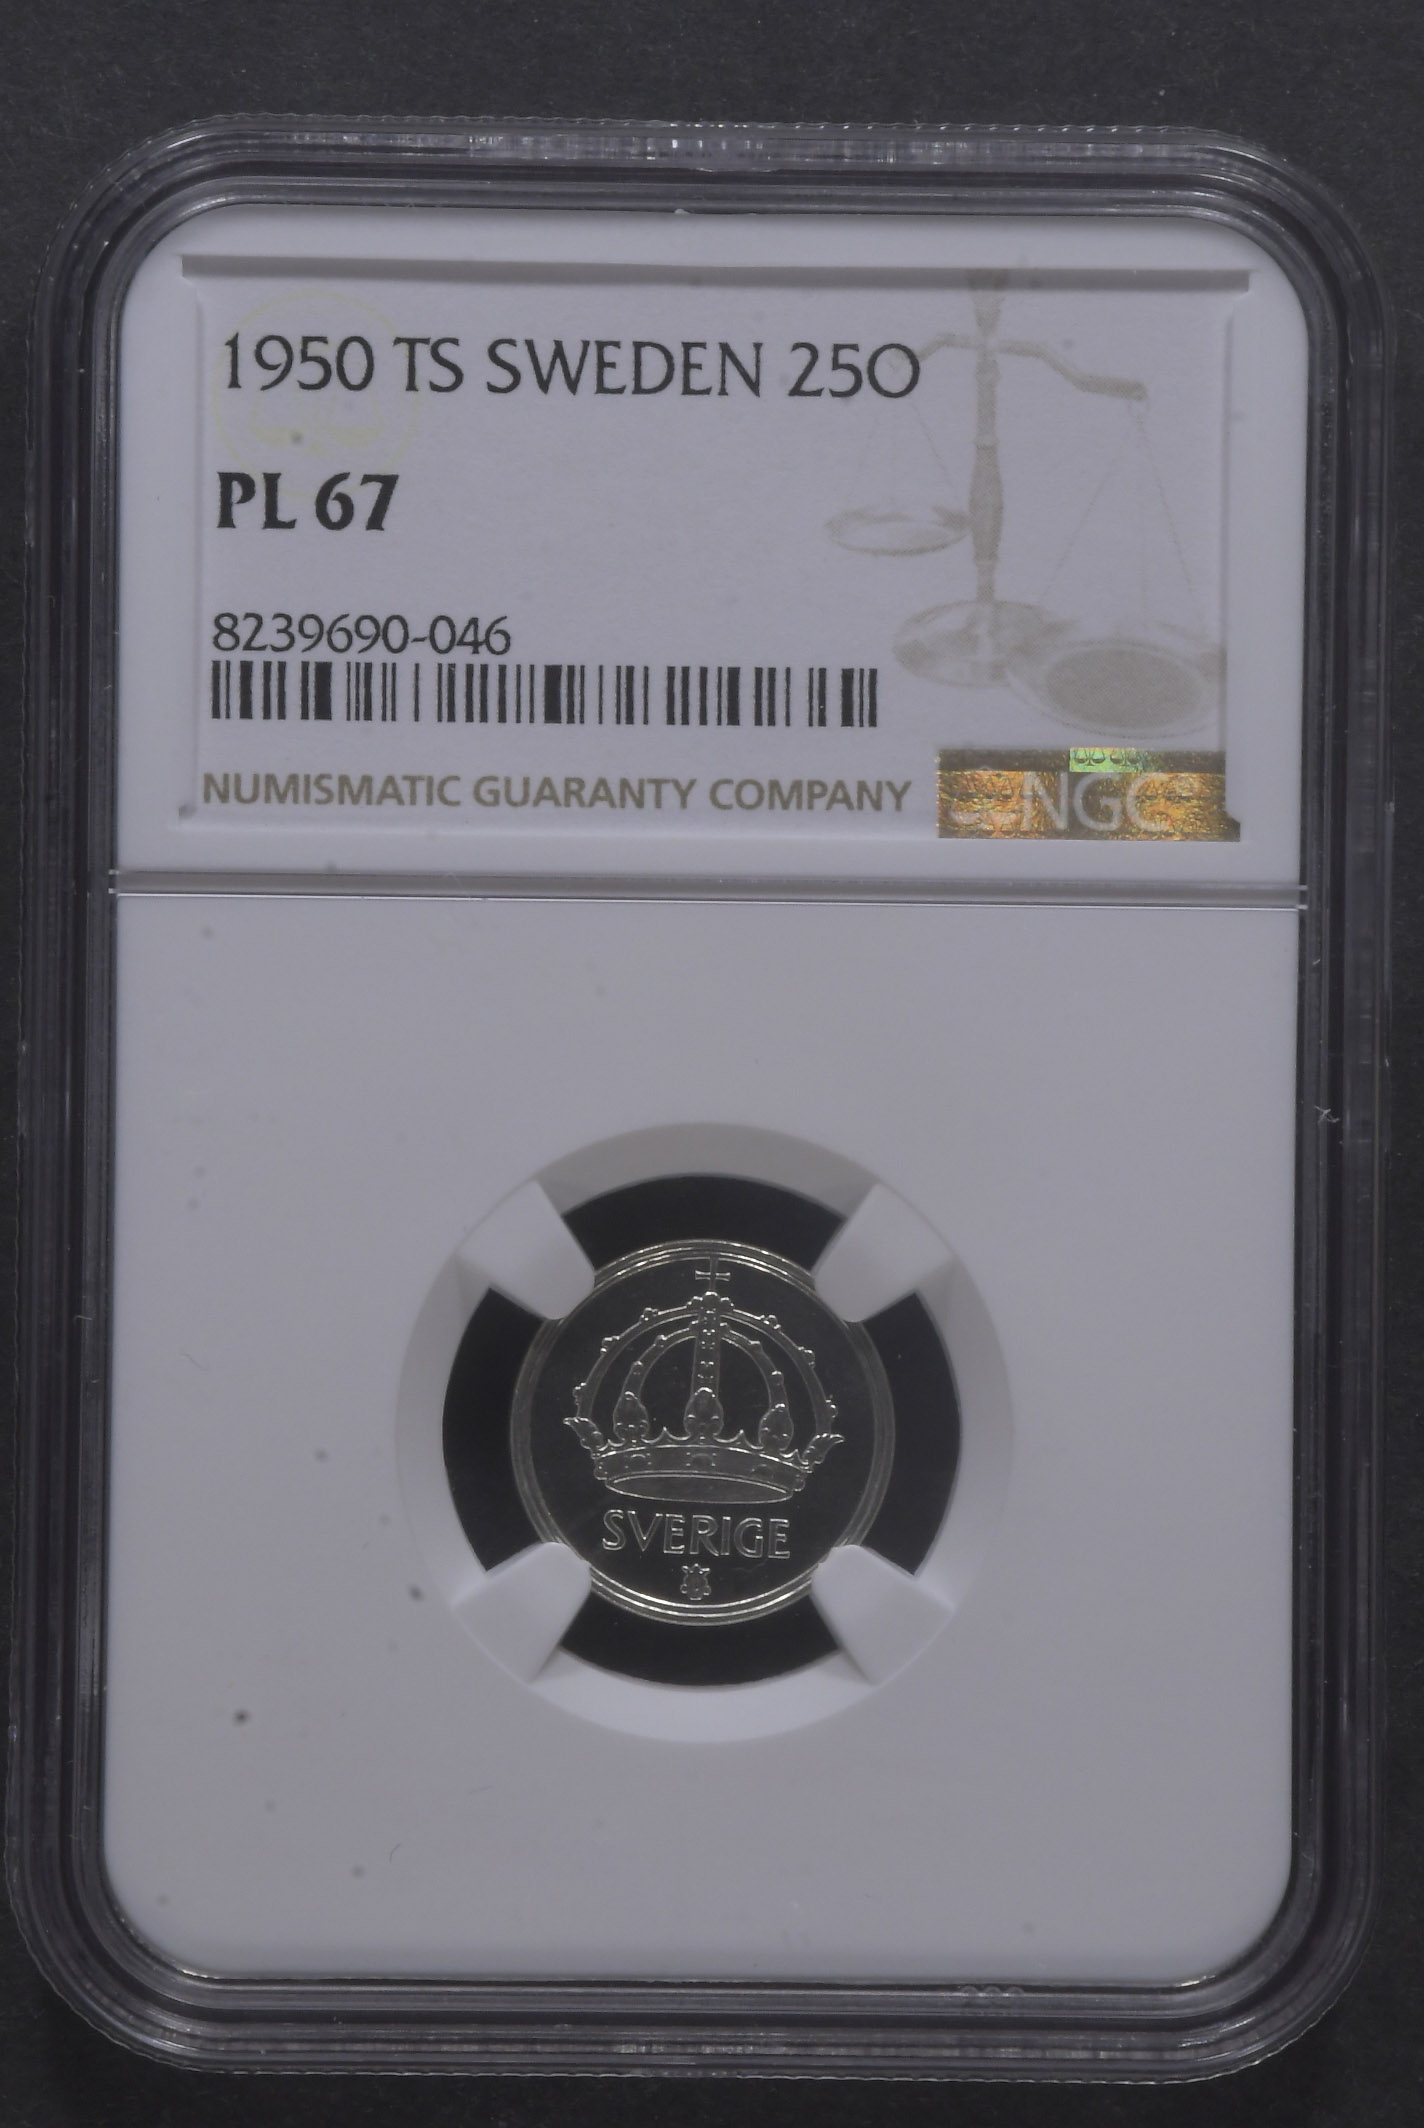 1950 TS SWEDEN 25O
PL 67
8239690-046
NUMISMATIC GUARANTY COMPANY
NGC
SVERIGE